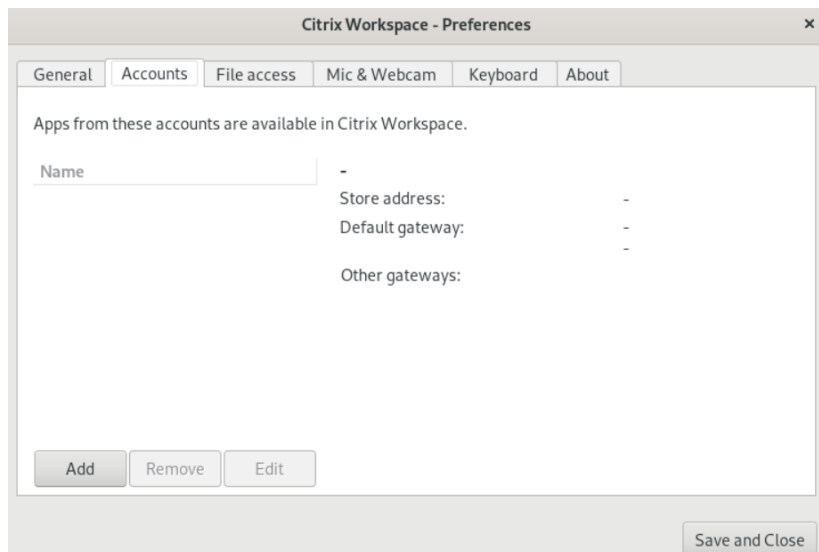 Citrix Workspace - Preferences ×
General Accounts File access Mic & Webcam Keyboard About
Apps from these accounts are available in Citrix Workspace.
Name -
Store address: -
Default gateway: -
-
Other gateways:
Add Remove Edit
Save and Close